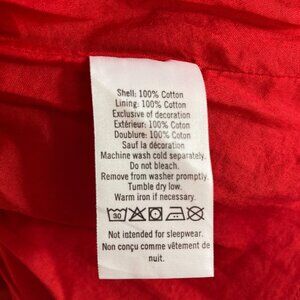 Shell: 100% Cotton
Lining: 100% Cotton
Exclusive of decoration
Extérieur: 100% Coton
Doublure: 100% Coton
Sauf la décoration
Machine wash cold separately.
Do not bleach.
Remove from washer promptly.
Tumble dry low.
Warm iron if necessary.
30
Not intended for sleepwear.
Non conçu comme vêtement de
nuit.